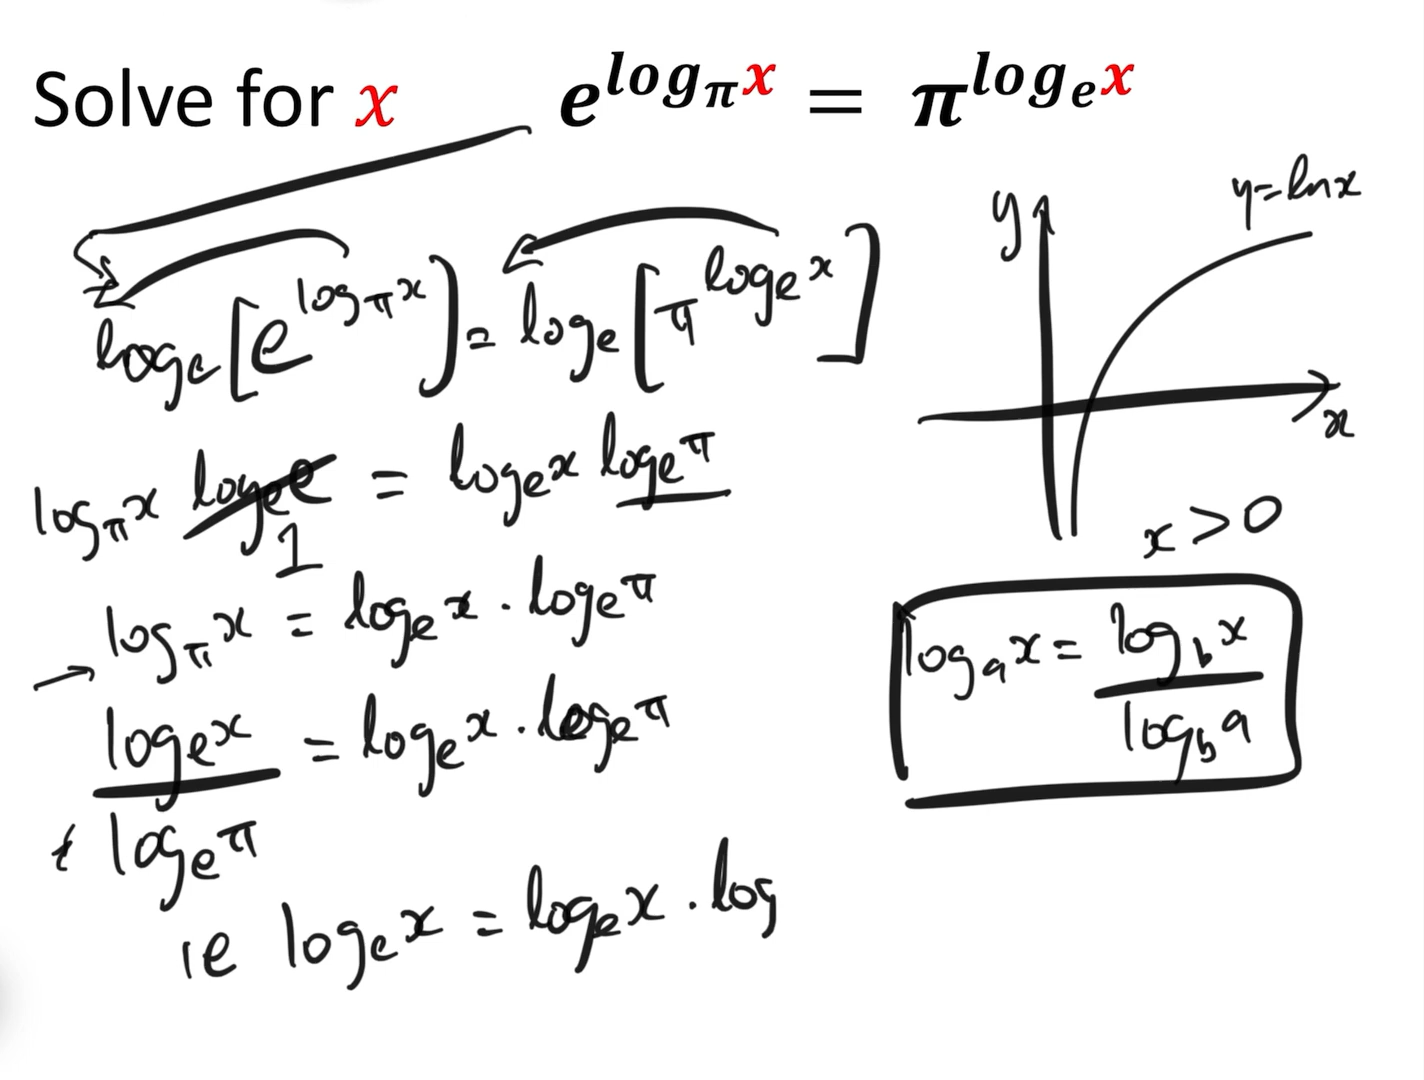 Solve for x e^{log_π x} = π^{log_e x}
y y=lnx
log_e [e^{log_π x}] = log_e [π^{log_e x}]
x
log_π x log_e e = log_e x log_e π
1
x > 0
log_π x = log_e x . log_e π
log_a x = log_b x / log_b a
log_e x / log_e π = log_e x . log_e π
ie log_e x = log_e x . log